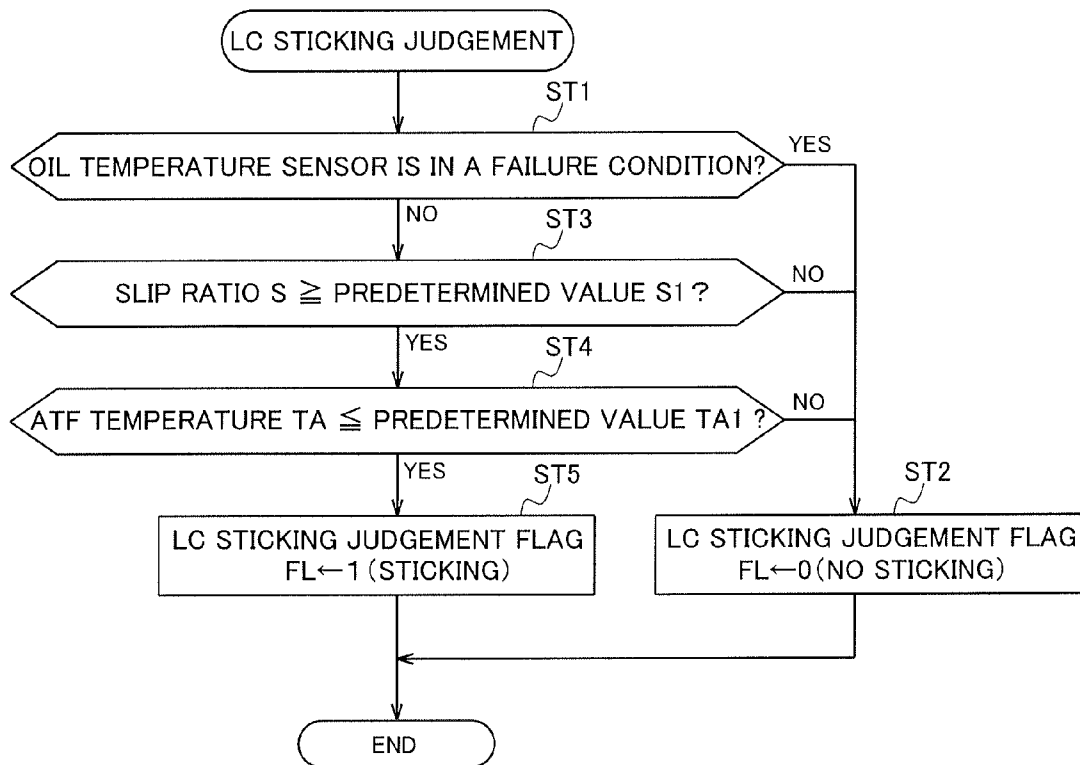 LC STICKING JUDGEMENT
ST1
OIL TEMPERATURE SENSOR IS IN A FAILURE CONDITION?
YES
NO
ST3
SLIP RATIO S ≧ PREDETERMINED VALUE S1?
NO
YES
ST4
ATF TEMPERATURE TA ≦ PREDETERMINED VALUE TA1?
NO
YES
ST5
LC STICKING JUDGEMENT FLAG
FL←1(STICKING)
ST2
LC STICKING JUDGEMENT FLAG
FL←0(NO STICKING)
END